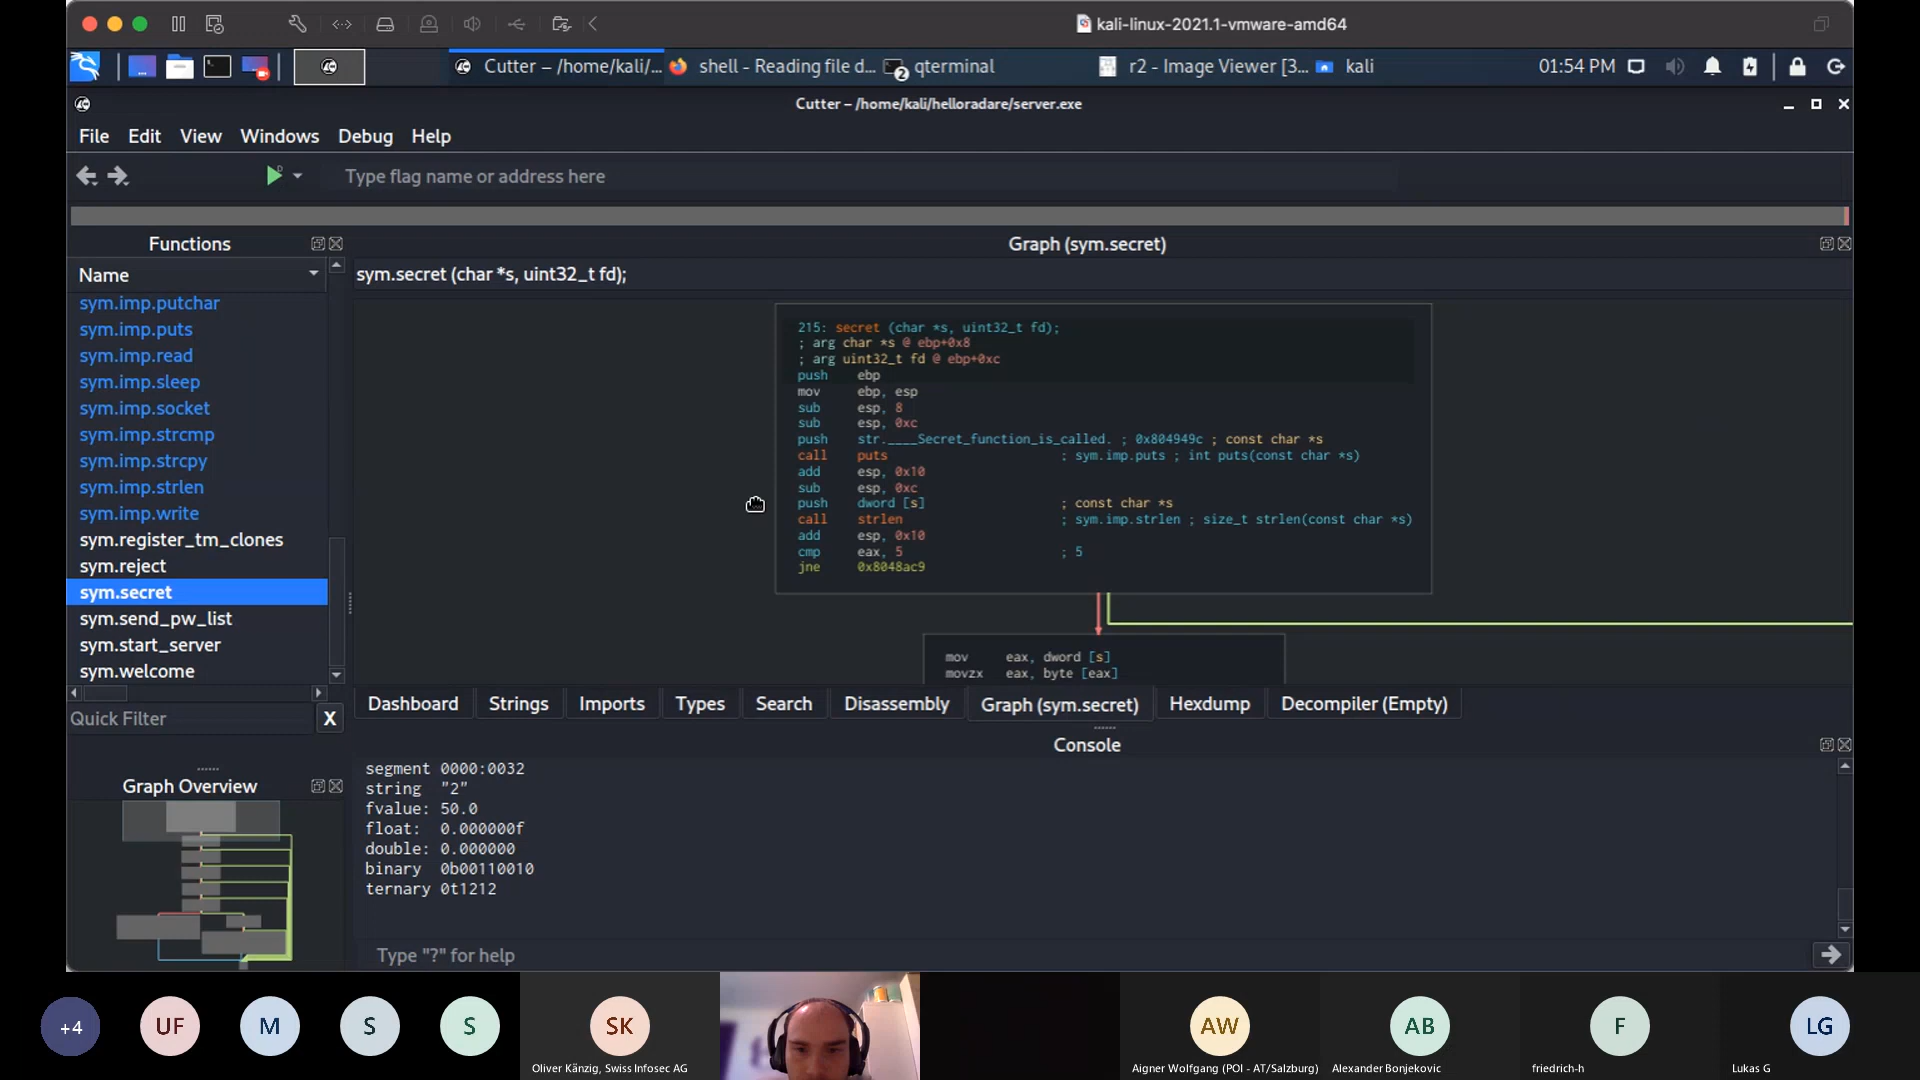 kali-linux-2021.1-vmware-amd64
Cutter – /home/kali/...
shell - Reading file d...
2
qterminal
r2 - Image Viewer [3...
kali
01:54 PM
Cutter – /home/kali/helloradare/server.exe
File Edit View Windows Debug Help
Type flag name or address here
Functions
Name
sym.imp.putchar
sym.imp.puts
sym.imp.read
sym.imp.sleep
sym.imp.socket
sym.imp.strcmp
sym.imp.strcpy
sym.imp.strlen
sym.imp.write
sym.register_tm_clones
sym.reject
sym.secret
sym.send_pw_list
sym.start_server
sym.welcome
Quick Filter X
Graph Overview
Graph (sym.secret)
sym.secret (char *s, uint32_t fd);
215: secret (char *s, uint32_t fd);
; arg char *s @ ebp+0x8
; arg uint32_t fd @ ebp+0xc
push ebp
mov ebp, esp
sub esp, 8
sub esp, 0xc
push str.____Secret_function_is_called. ; 0x804949c ; const char *s
call puts ; sym.imp.puts ; int puts(const char *s)
add esp, 0x10
sub esp, 0xc
push dword [s] ; const char *s
call strlen ; sym.imp.strlen ; size_t strlen(const char *s)
add esp, 0x10
cmp eax, 5 ; 5
jne 0x8048ac9
mov eax, dword [s]
movzx eax, byte [eax]
Dashboard Strings Imports Types Search Disassembly Graph (sym.secret) Hexdump Decompiler (Empty)
Console
segment 0000:0032
string "2"
fvalue: 50.0
float: 0.000000f
double: 0.000000
binary 0b00110010
ternary 0t1212
Type "?" for help
+4
UF
M
S
S
SK
Oliver Känzig, Swiss Infosec AG
AW
Aigner Wolfgang (POI - AT/Salzburg)
AB
Alexander Bonjekovic
F
friedrich-h
LG
Lukas G